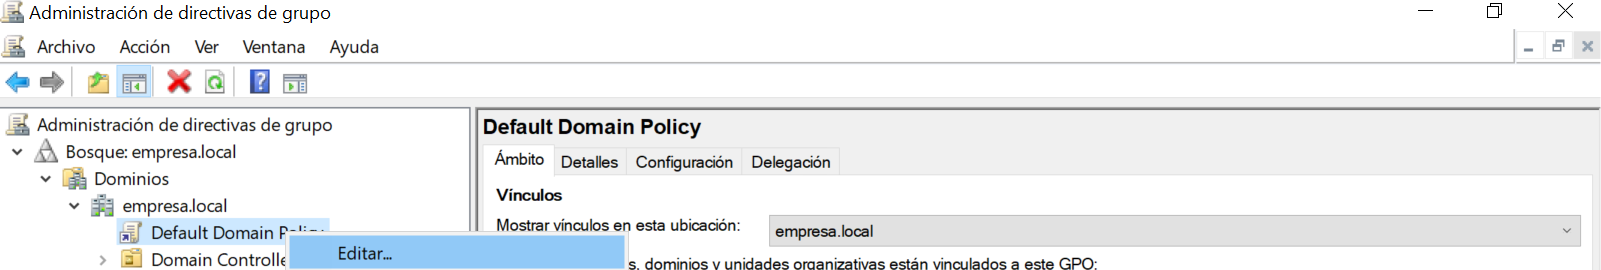 Administración de directivas de grupo
Archivo Acción Ver Ventana Ayuda
Administración de directivas de grupo
Bosque: empresa.local
Dominios
empresa.local
Default Domain Policy
Domain Controlle
Editar...
Default Domain Policy
Ámbito Detalles Configuración Delegación
Vínculos
Mostrar vínculos en esta ubicación: empresa.local
s, dominios y unidades organizativas están vinculados a este GPO: